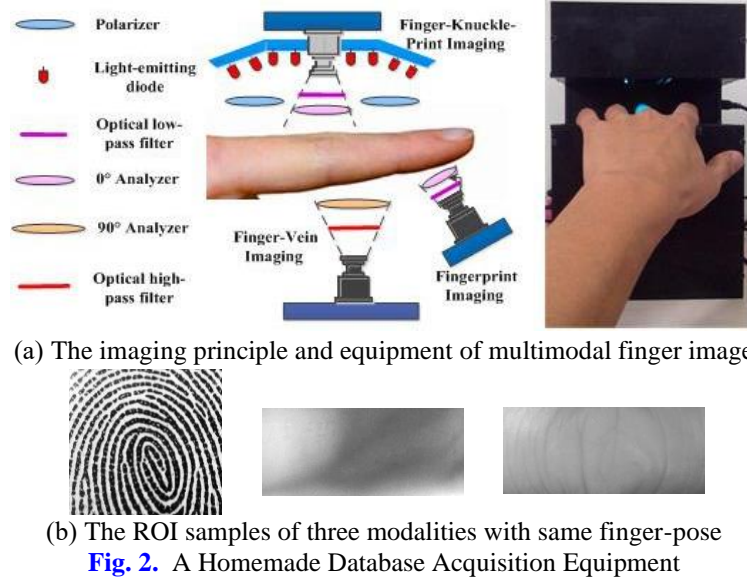 Polarizer
Light-emitting
diode
Optical low-
pass filter
0° Analyzer
90° Analyzer
Optical high-
pass filter
Finger-Knuckle-
Print Imaging
Finger-Vein
Imaging
Fingerprint
Imaging
(a) The imaging principle and equipment of multimodal finger image
(b) The ROI samples of three modalities with same finger-pose
Fig. 2. A Homemade Database Acquisition Equipment